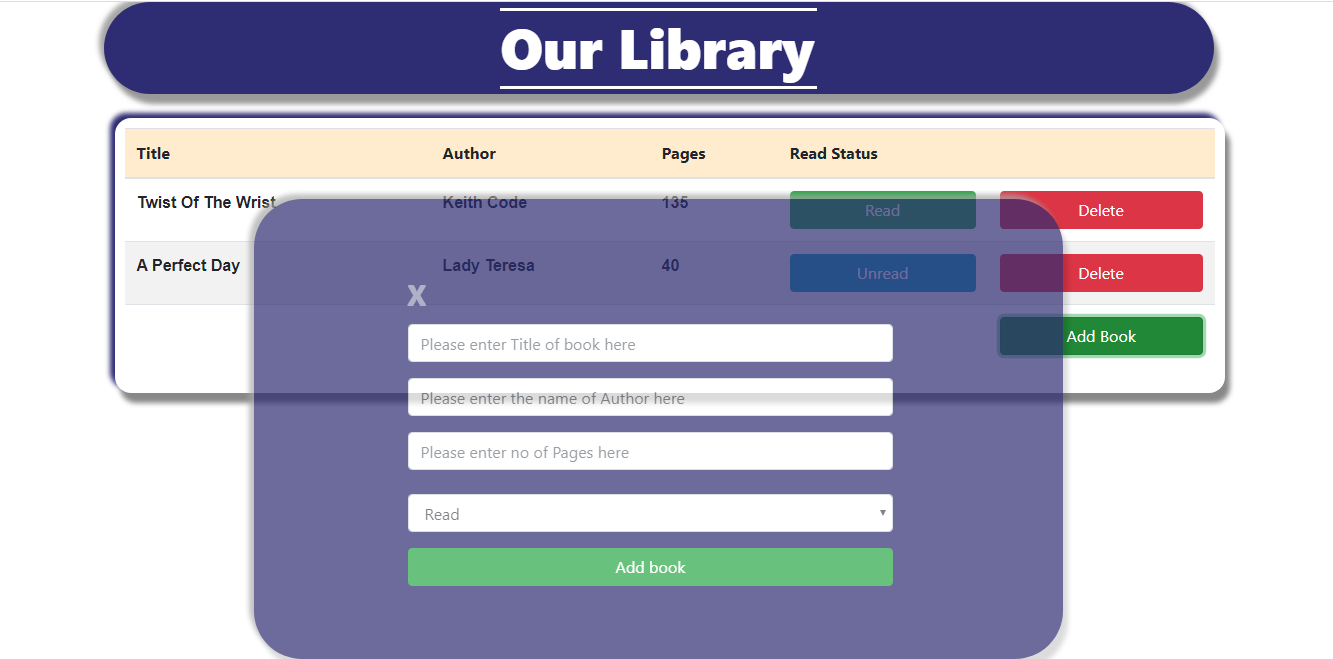 Our Library
Title Author Pages Read Status
Twist Of The Wrist Keith Code 135 Read Delete
A Perfect Day Lady Teresa 40 Unread Delete
X
Add Book
Please enter Title of book here
Please enter the name of Author here
Please enter no of Pages here
Read
Add book